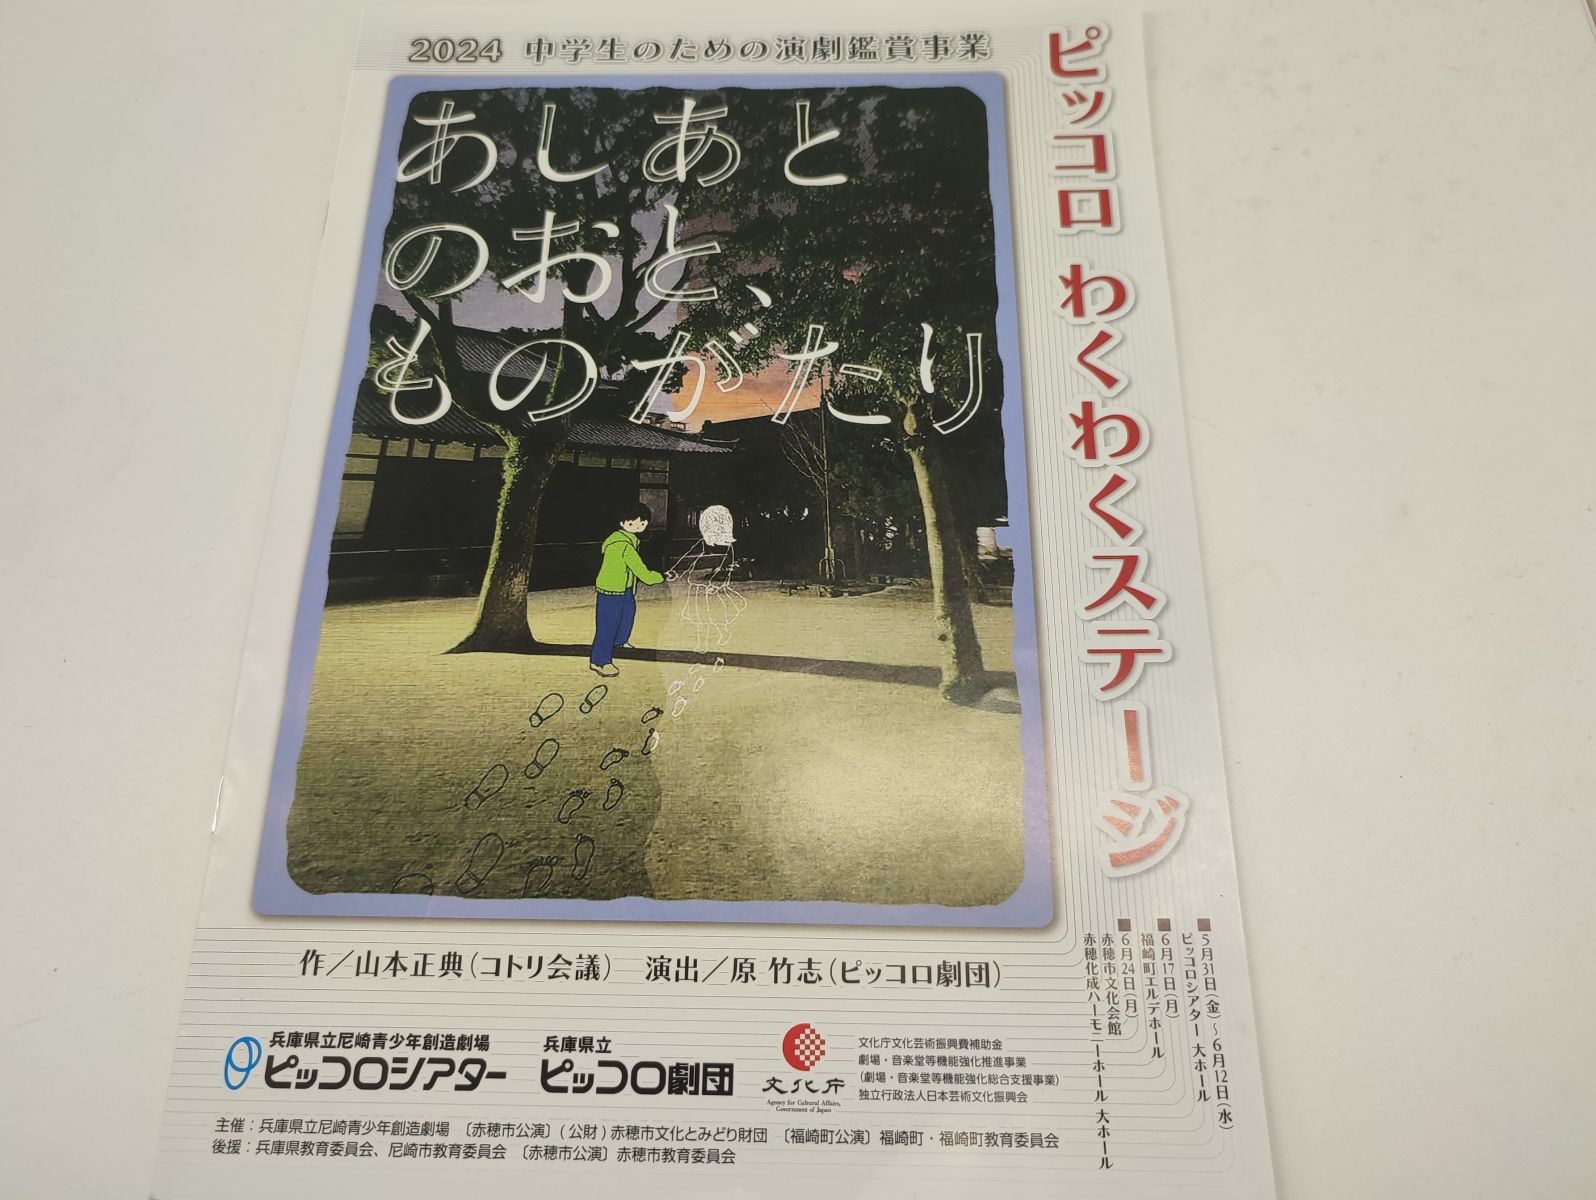 2024 中学生のための演劇鑑賞事業
ピッコロ わくわくステージ
あしあと
のおと、
ものがたり
5月31日(金)～6月12日(水)
ピッコロシアター 大ホール
6月17日(月)
福崎町エルデホール
6月24日(月)
赤穂市文化会館
赤穂化成ハーモニーホール 大ホール
作／山本正典(コトリ会議) 演出／原 竹志(ピッコロ劇団)
兵庫県立尼崎青少年創造劇場
ピッコロシアター
兵庫県立
ピッコロ劇団
文化庁
Agency for Cultural Affairs,
Government of Japan
文化庁文化芸術振興費補助金
劇場・音楽堂等機能強化推進事業
(劇場・音楽堂等機能強化総合支援事業)
独立行政法人日本芸術文化振興会
主催：兵庫県立尼崎青少年創造劇場 〔赤穂市公演〕(公財)赤穂市文化とみどり財団 〔福崎町公演〕福崎町・福崎町教育委員会
後援：兵庫県教育委員会、尼崎市教育委員会 〔赤穂市公演〕赤穂市教育委員会